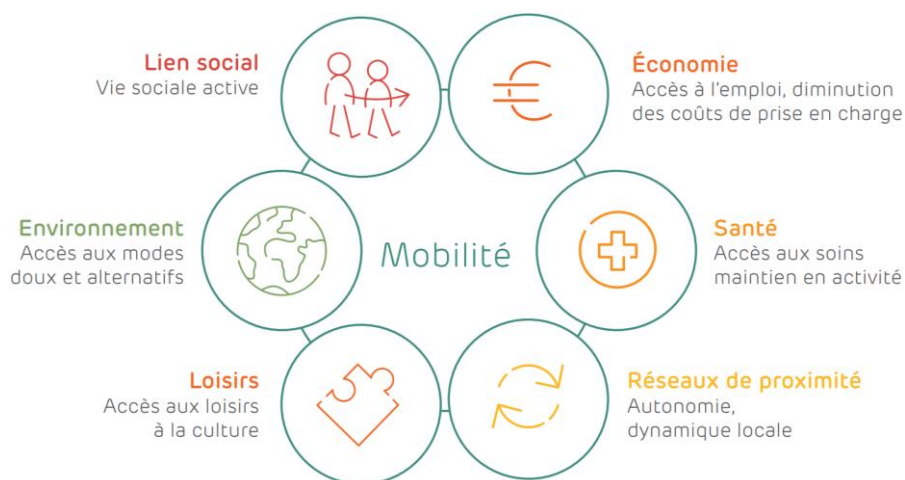 Lien social
Vie sociale active
Économie
Accès à l'emploi, diminution
des coûts de prise en charge
Environnement
Accès aux modes
doux et alternatifs
Mobilité
Santé
Accès aux soins
maintien en activité
Loisirs
Accès aux loisirs
à la culture
Réseaux de proximité
Autonomie,
dynamique locale